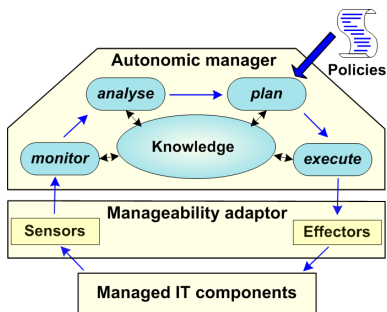 Autonomic manager
Policies
analyse
plan
Knowledge
monitor
execute
Manageability adaptor
Sensors
Effectors
Managed IT components